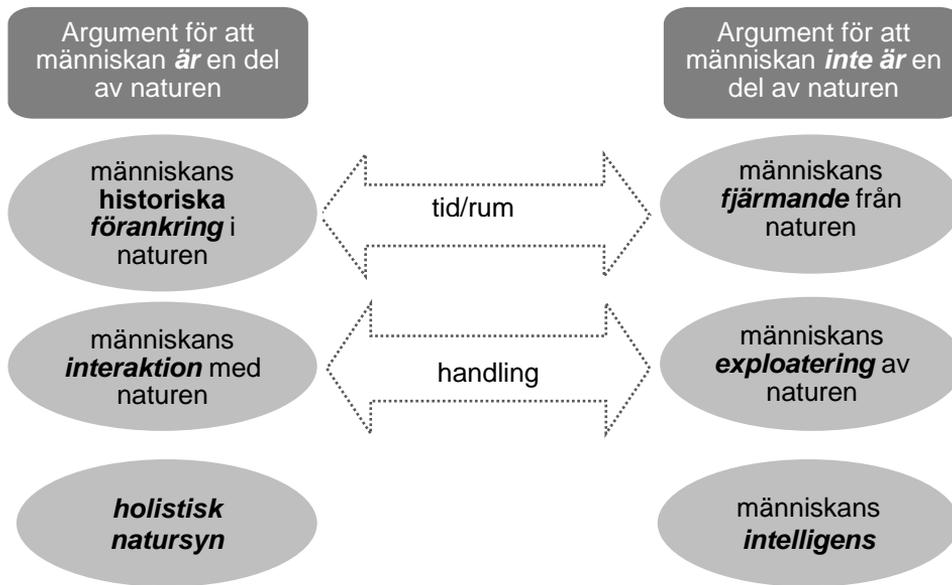 Argument för att
människan är en del
av naturen
Argument för att
människan inte är en
del av naturen
människans
historiska
förankring i
naturen
tid/rum
människans
fjärmande från
naturen
människans
interaktion med
naturen
handling
människans
exploatering av
naturen
holistisk
natursyn
människans
intelligens